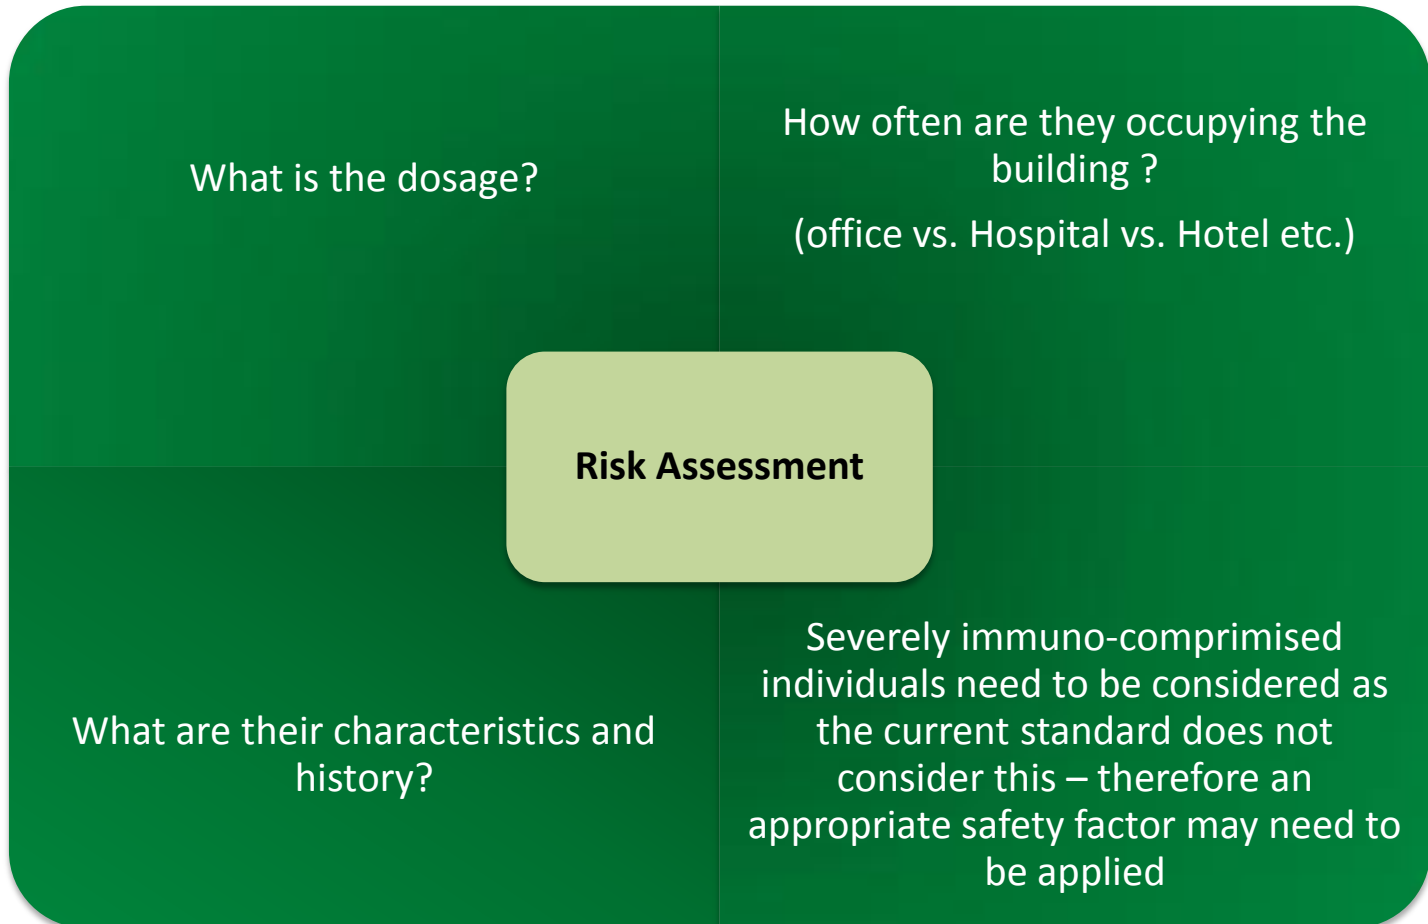 What is the dosage?
How often are they occupying the
building ?
(office vs. Hospital vs. Hotel etc.)
Risk Assessment
What are their characteristics and
history?
Severely immuno-comprimised
individuals need to be considered as
the current standard does not
consider this – therefore an
appropriate safety factor may need to
be applied